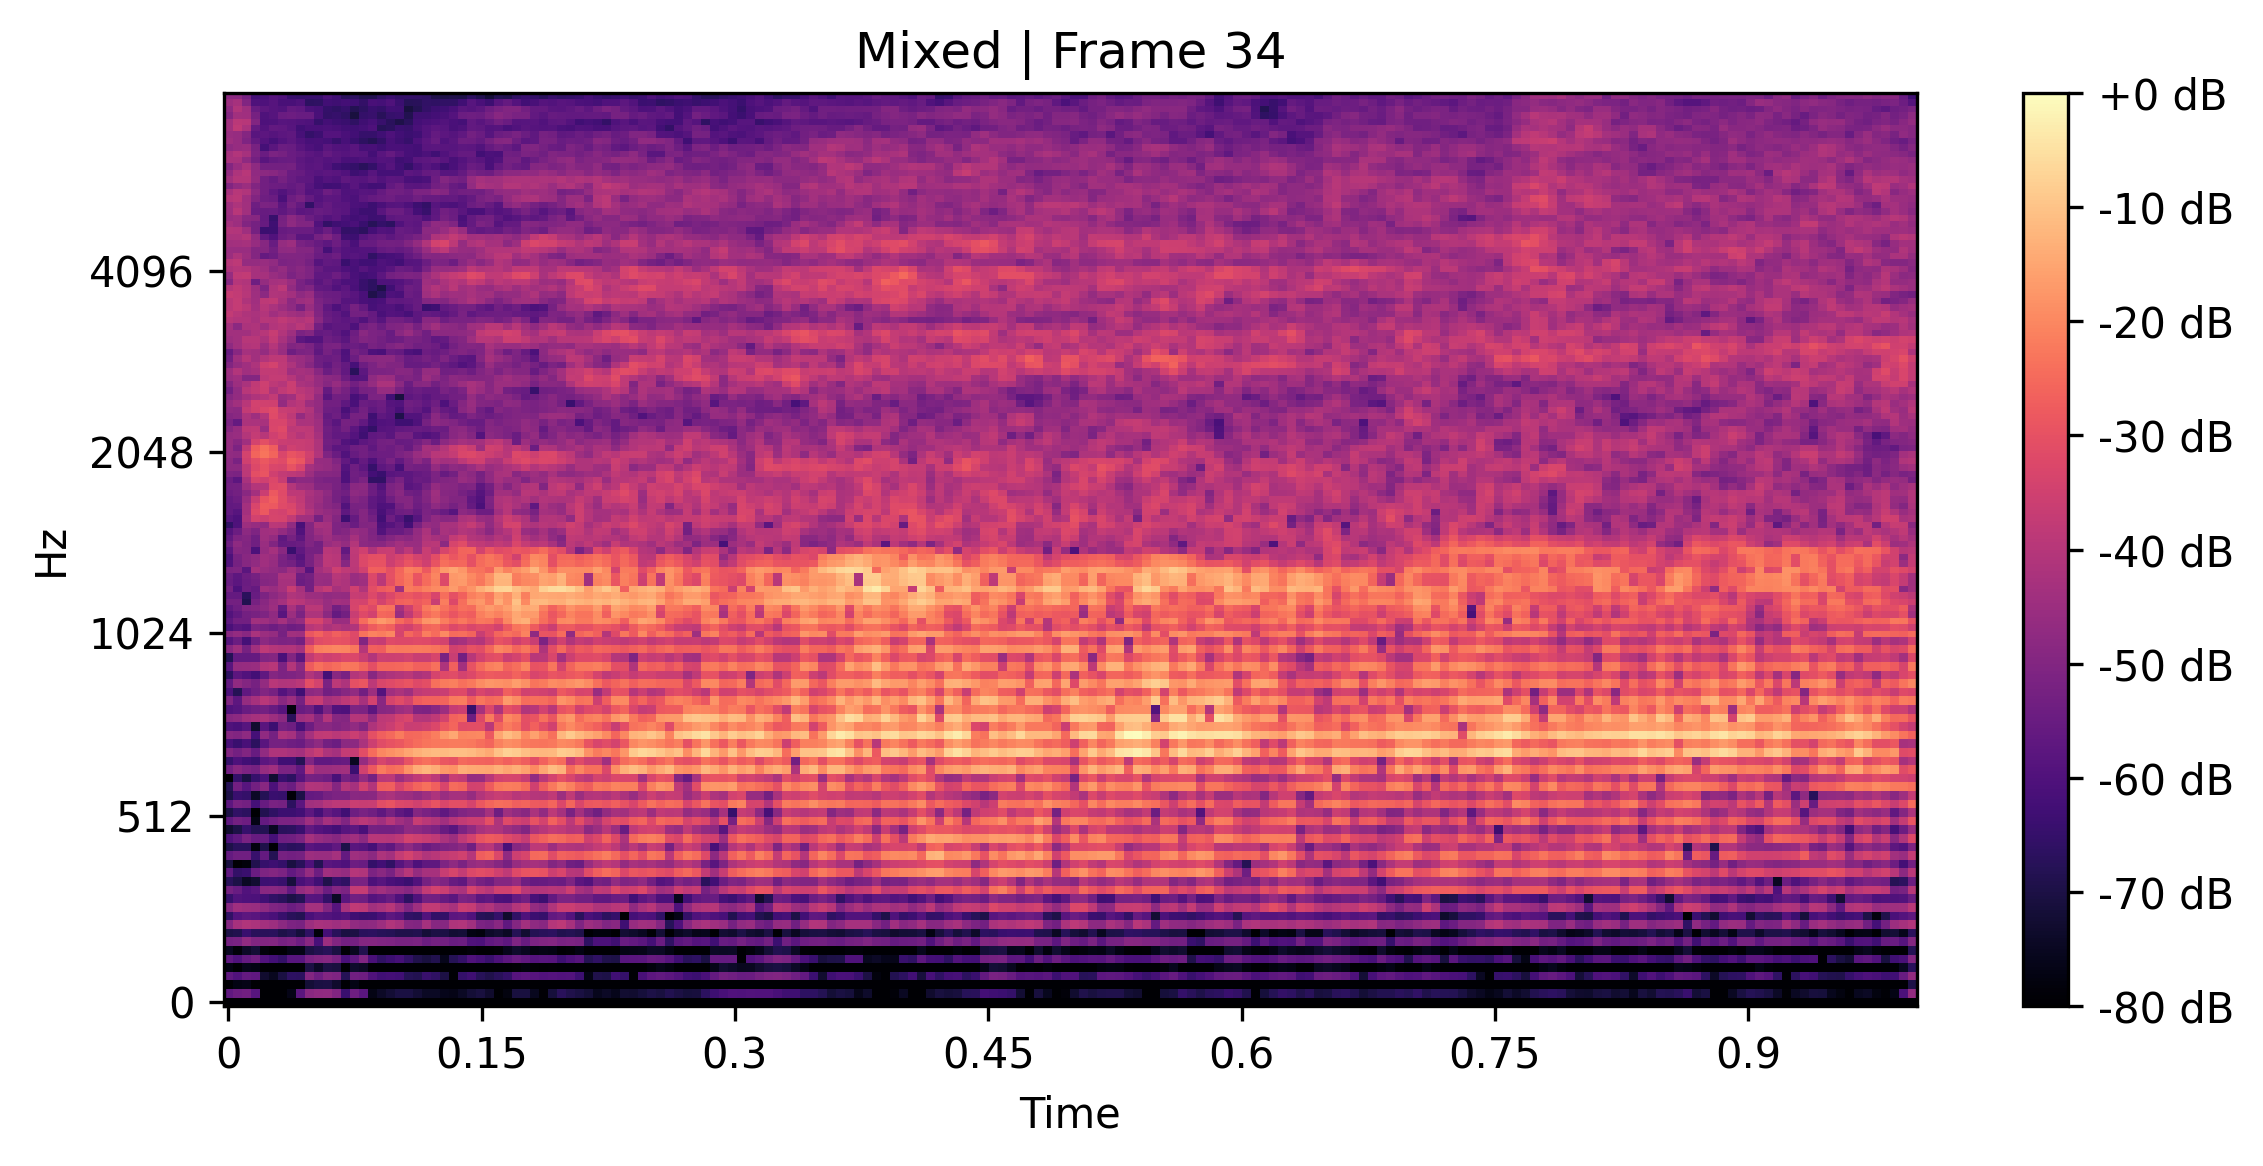 Mixed | Frame 34
+0 dB
-10 dB
4096
-20 dB
-30 dB
2048
-40 dB
Hz
1024
-50 dB
-60 dB
512
-70 dB
0
-80 dB
0 0.15 0.3 0.45 0.6 0.75 0.9
Time